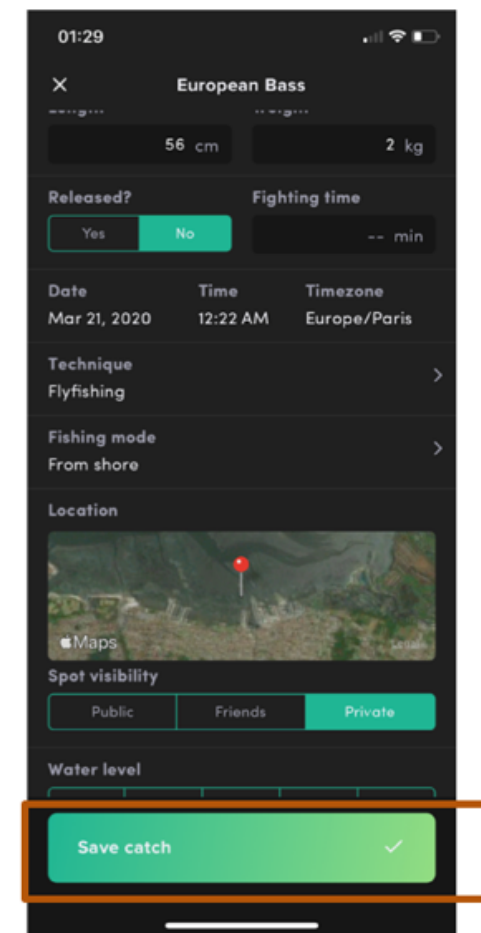 01:29
European Bass
56 cm
2 kg
Released?
Fighting time
Yes
No
-- min
Date
Time
Timezone
Mar 21, 2020
12:22 AM
Europe/Paris
Technique
Flyfishing
Fishing mode
From shore
Location
Maps
Spot visibility
Public
Friends
Private
Water level
Save catch